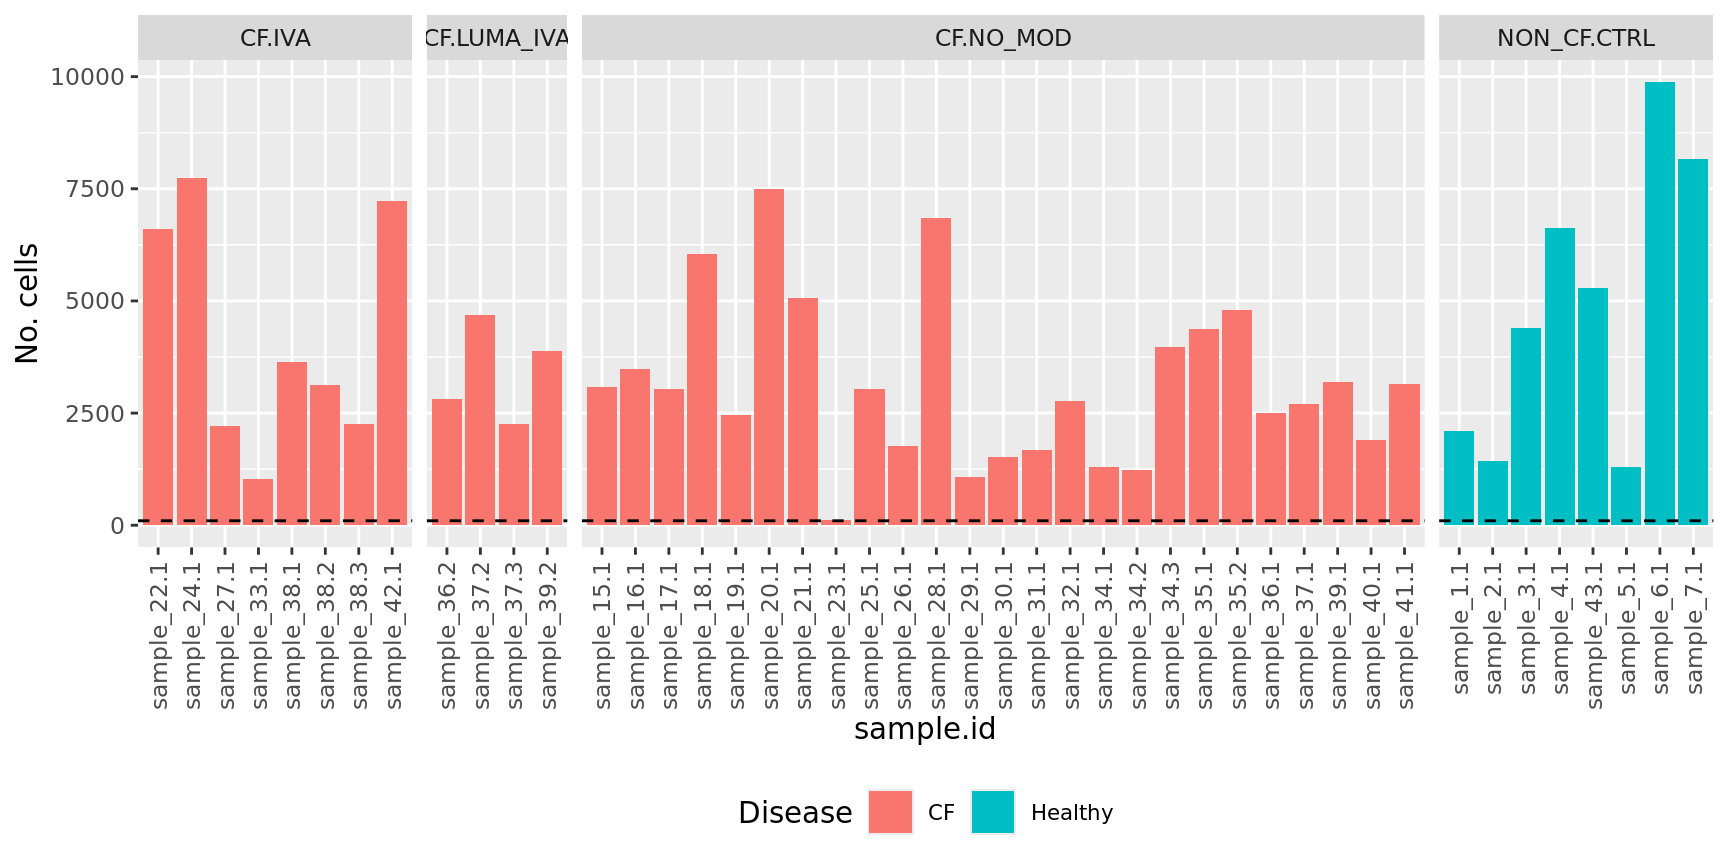 CF.IVA
CF.LUMA_IVA
CF.NO_MOD
NON_CF.CTRL
No. cells
10000
7500
5000
2500
0
sample_22.1
sample_24.1
sample_27.1
sample_33.1
sample_38.1
sample_38.2
sample_38.3
sample_42.1
sample_36.2
sample_37.2
sample_37.3
sample_39.2
sample_15.1
sample_16.1
sample_17.1
sample_18.1
sample_19.1
sample_20.1
sample_21.1
sample_23.1
sample_25.1
sample_26.1
sample_28.1
sample_29.1
sample_30.1
sample_31.1
sample_32.1
sample_34.1
sample_34.2
sample_34.3
sample_35.1
sample_35.2
sample_36.1
sample_37.1
sample_39.1
sample_40.1
sample_41.1
sample_1.1
sample_2.1
sample_3.1
sample_4.1
sample_43.1
sample_5.1
sample_6.1
sample_7.1
sample.id
Disease CF Healthy